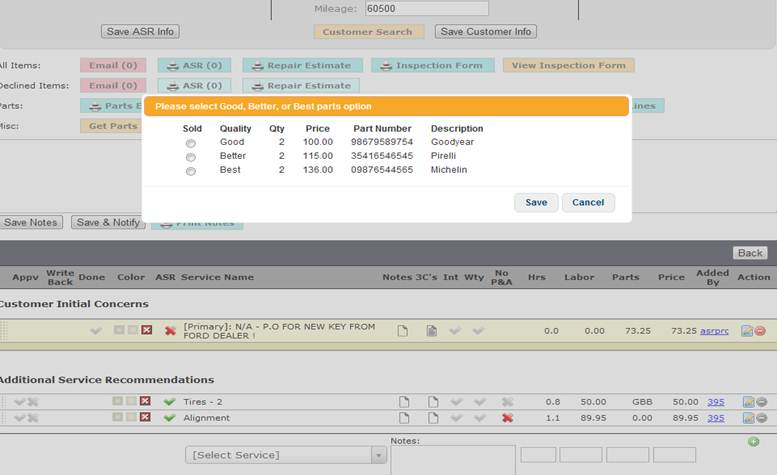 Mileage: 60500
Save ASR Info Customer Search Save Customer Info
All Items: Email (0) ASR (0) Repair Estimate Inspection Form View Inspection Form
Declined Items: Email (0) ASR (0) Repair Estimate
Please select Good, Better, or Best parts option
Parts: Parts E Lines
Misc: Get Parts
Sold Quality Qty Price Part Number Description
Good 2 100.00 98679589754 Goodyear
Better 2 115.00 35416546545 Pirelli
Best 2 136.00 09876544565 Michelin
Save Cancel
Save Notes Save & Notify Print Notes
Back
Appv Write Back Done Color ASR Service Name Notes 3C's Int Wty No P&A Hrs Labor Parts Price Added By Action
Customer Initial Concerns
[Primary]: N/A - P.O FOR NEW KEY FROM 0.0 0.00 73.25 73.25 asrprc
FORD DEALER !
Additional Service Recommendations
Tires - 2 0.8 50.00 GBB 50.00 395
Alignment 1.1 89.95 0.00 89.95 395
Notes:
[Select Service]